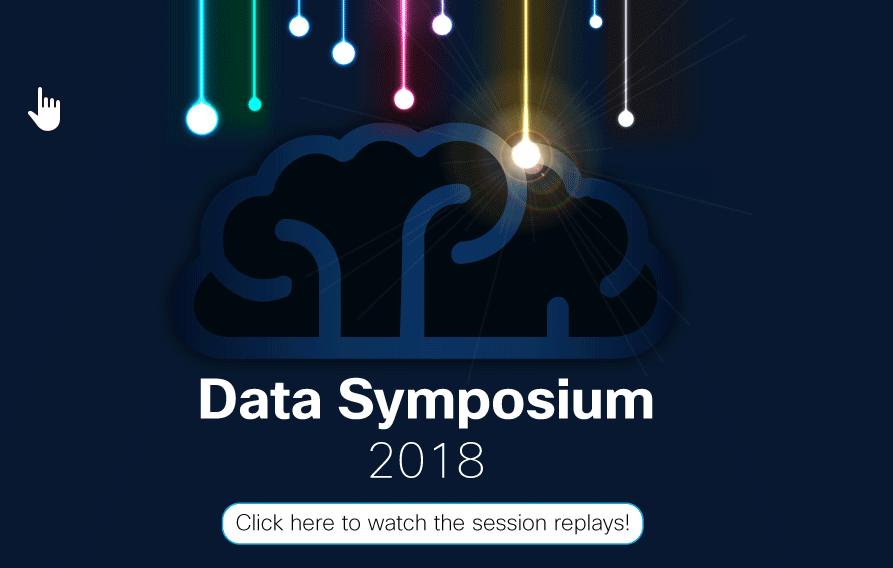 Data Symposium
2018
Click here to watch the session replays!